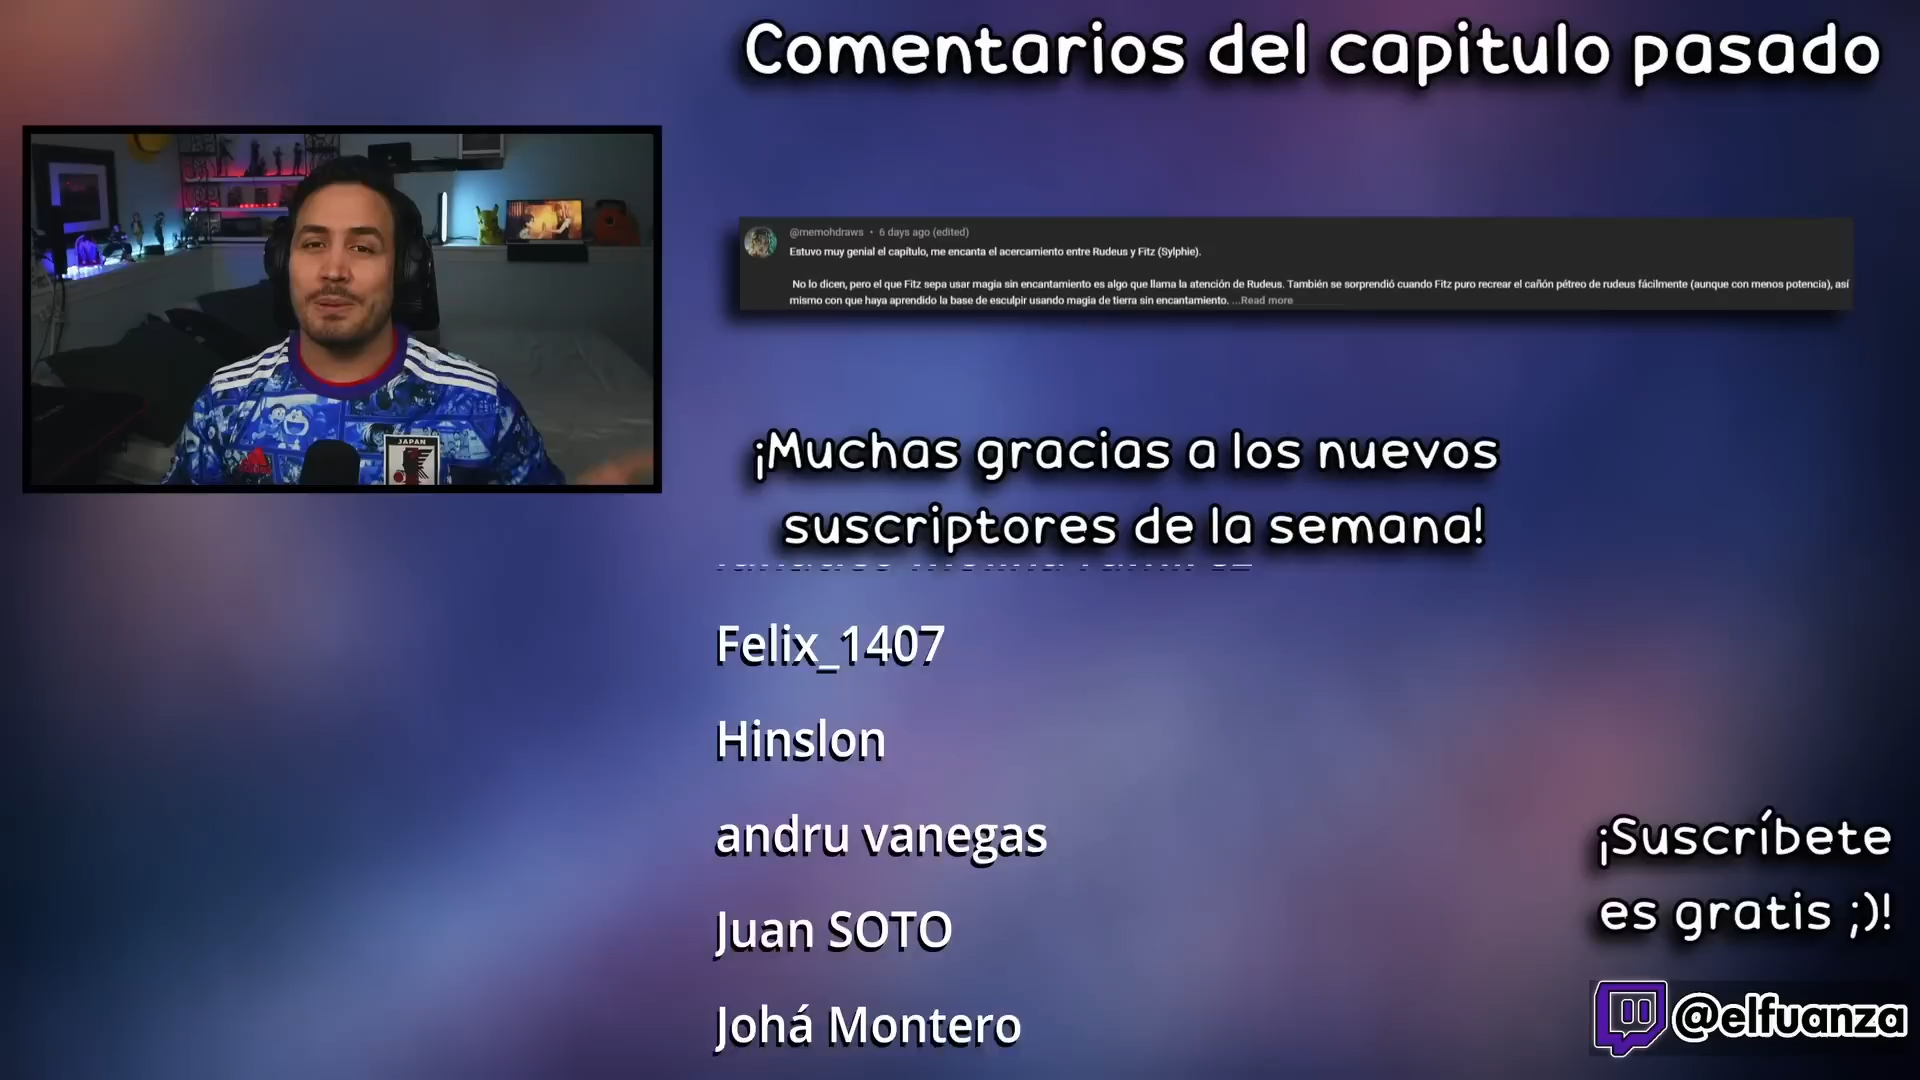 Comentarios del capitulo pasado
@memohdraws • 6 days ago (edited)
Estuvo muy genial el capítulo, me encanta el acercamiento entre Rudeus y Fitz (Sylphie).
No lo dicen, pero el que Fitz sepa usar magia sin encantamiento es algo que llama la atención de Rudeus. También se sorprendió cuando Fitz puro recrear el cañón pétreo de rudeus fácilmente (aunque con menos potencia), así
mismo con que haya aprendido la base de esculpir usando magia de tierra sin encantamiento. ...Read more
JAPAN
¡Muchas gracias a los nuevos
suscriptores de la semana!
Felix_1407
Hinslon
andru vanegas
Juan SOTO
Johá Montero
¡Suscríbete
es gratis ;)!
@elfuanza